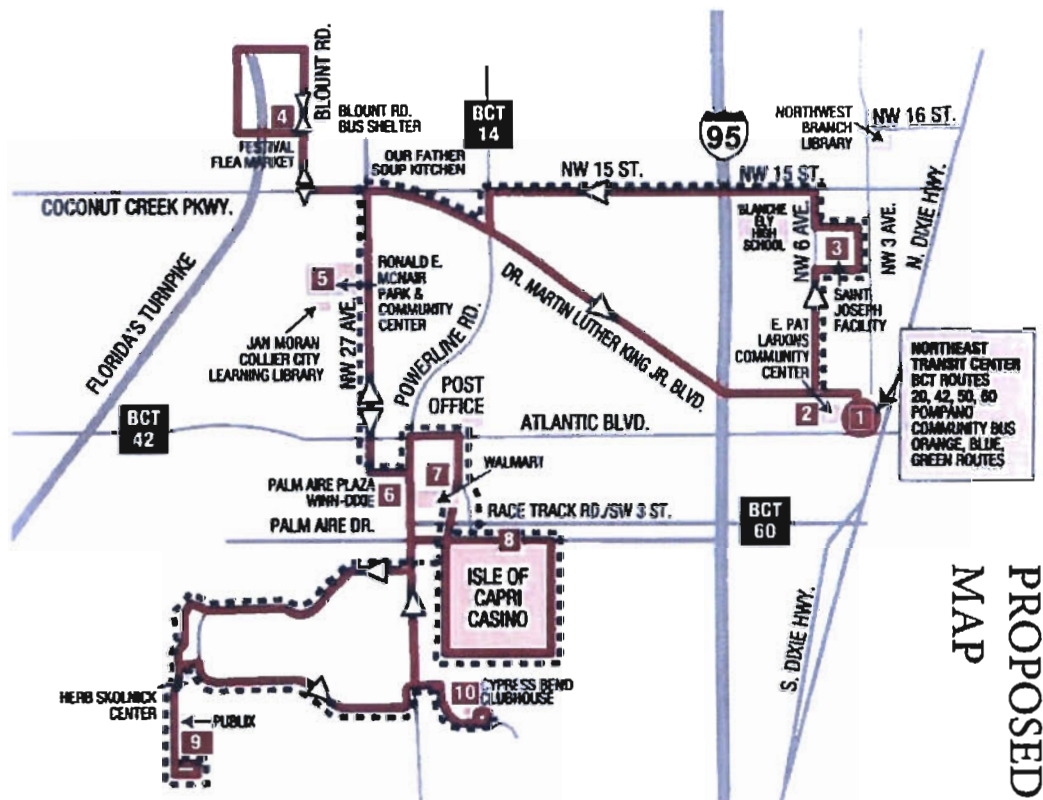 BLOUNT RD.
4
FESTIVAL
FLEA MARKET
BLOUNT RD.
BUS SHELTER
OUR FATHER
SOUP KITCHEN
BCT
14
NW 15 ST.
95
NORTHWEST
BRANCH
LIBRARY
NW 16 ST.
NW 15 ST.
COCONUT CREEK PKWY.
BLANCHE
ELY
HIGH
SCHOOL
NW 6 AVE.
3
NW 3 AVE.
N. DIXIE HWY.
FLORIDA'S TURNPIKE
5
RONALD E.
MCNAIR
PARK &
COMMUNITY
CENTER
NW 27 AVE.
JAN MORAN
COLLIER CITY
LEARNING LIBRARY
POWERLINE RD.
DR. MARTIN LUTHER KING JR. BLVD.
SAINT
JOSEPH
FACILITY
E. PAT
LARKINS
COMMUNITY
CENTER
2
1
NORTHEAST
TRANSIT CENTER
BCT ROUTES
20, 42, 50, 60
POMPANO
COMMUNITY BUS
ORANGE, BLUE,
GREEN ROUTES
BCT
42
POST
OFFICE
ATLANTIC BLVD.
7
WALMART
PALM AIRE PLAZA
WINN-DIXIE
6
PALM AIRE DR.
RACE TRACK RD./SW 3 ST.
BCT
60
8
ISLE OF
CAPRI
CASINO
S. DIXIE HWY.
HERB SKOLNICK
CENTER
PUBLIX
9
10
CYPRESS BEND
CLUBHOUSE
PROPOSED
MAP